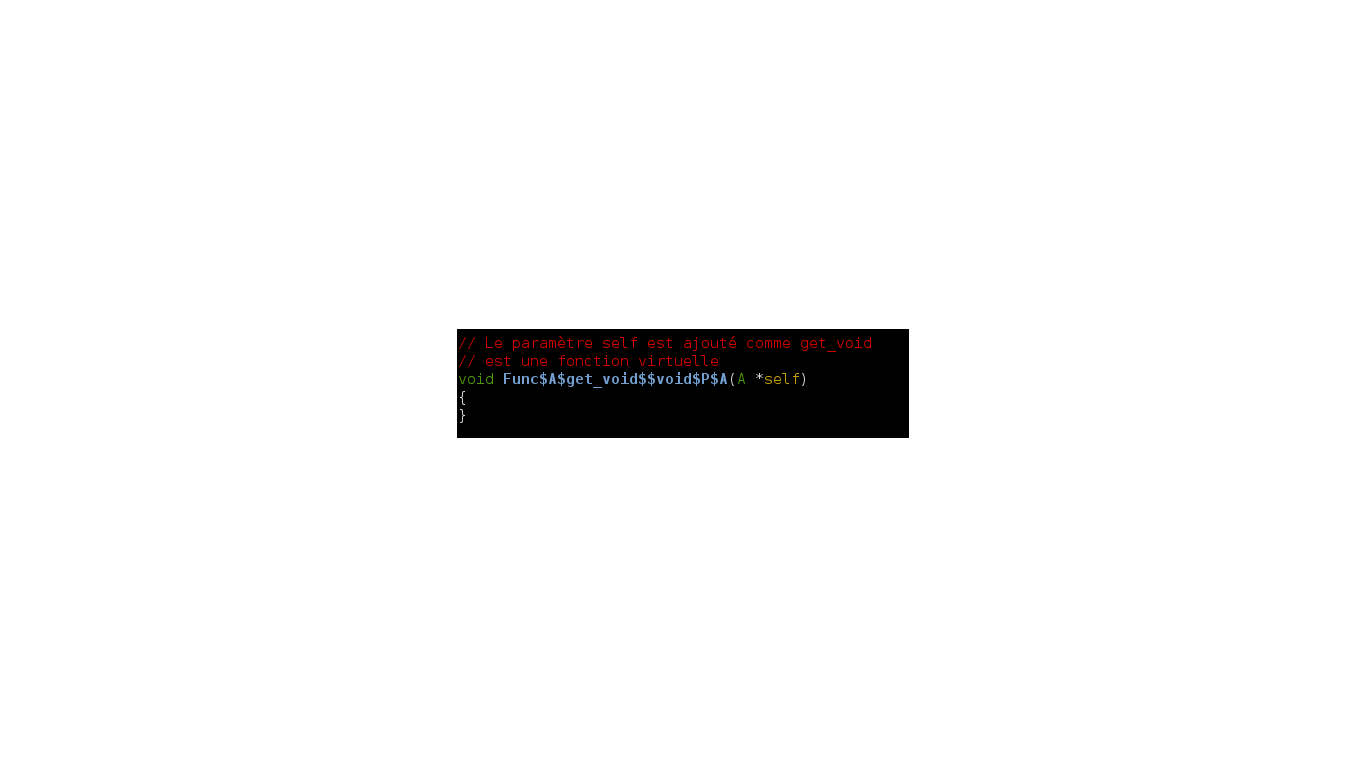 // Le paramètre self est ajouté comme get_void
// est une fonction virtuelle
void Func$A$get_void$$void$P$A(A *self)
{
}